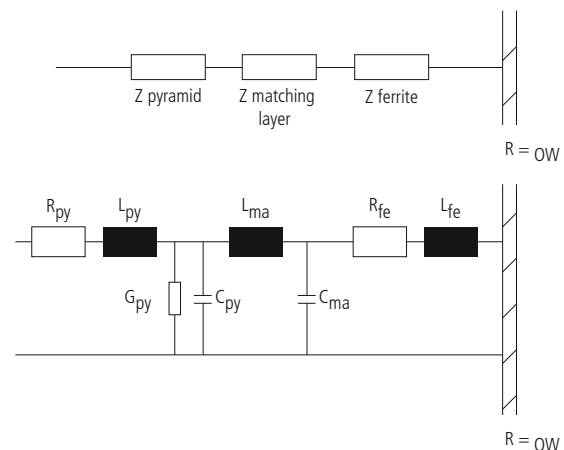 Z pyramid
Z matching
layer
Z ferrite
R = OW
Rpy
Lpy
Lma
Rfe
Lfe
Gpy
Cpy
Cma
R = OW